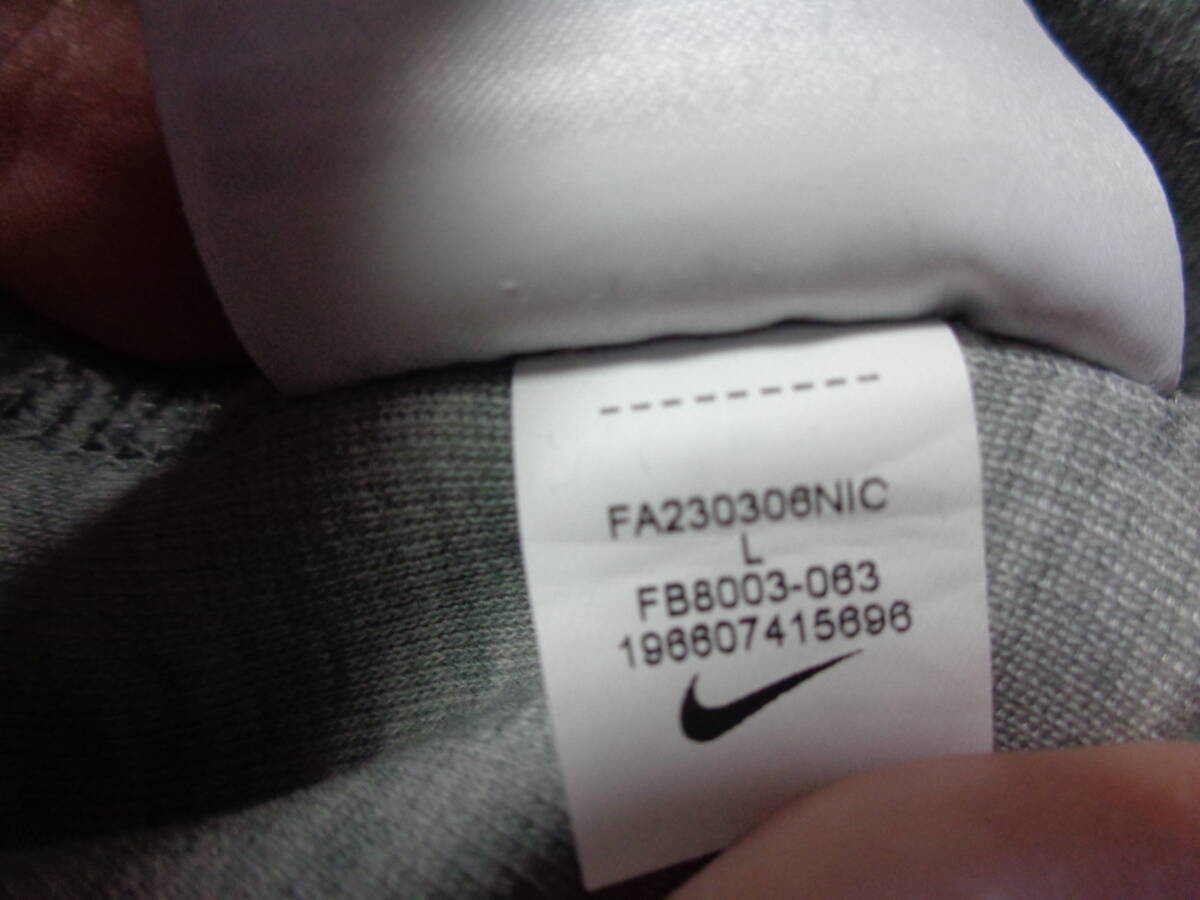 ---------
FA230306NIC
L
FB8003-063
196607415696